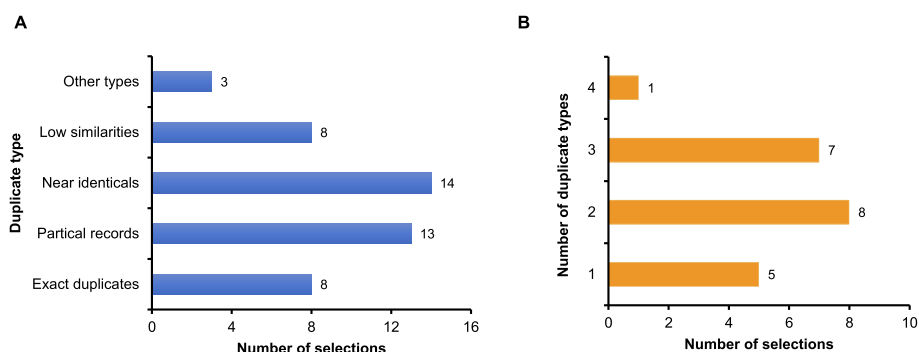 A
Duplicate type
Other types
3
Low similarities
8
Near identicals
14
Partical records
13
Exact duplicates
8
0 4 8 12 16
Number of selections
B
Number of duplicate types
4
1
3
7
2
8
1
5
0 2 4 6 8 10
Number of selections